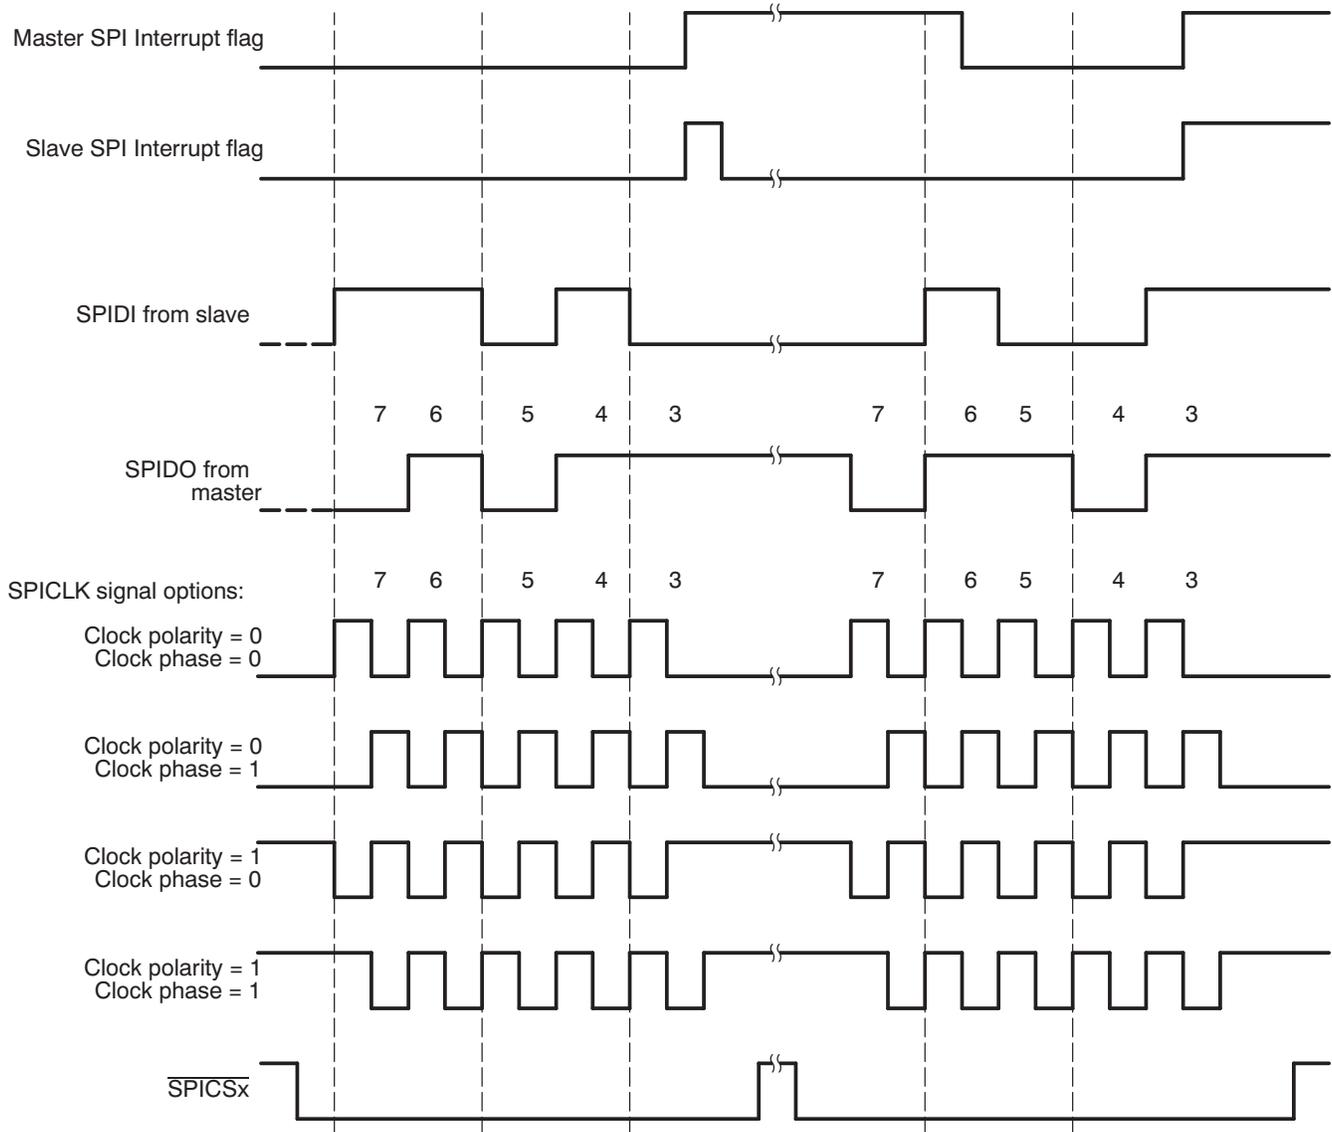 Master SPI Interrupt flag
Slave SPI Interrupt flag
SPIDI from slave
7 6 5 4 3 7 6 5 4 3
SPIDO from
master
7 6 5 4 3 7 6 5 4 3
SPICLK signal options:
Clock polarity = 0
Clock phase = 0
Clock polarity = 0
Clock phase = 1
Clock polarity = 1
Clock phase = 0
Clock polarity = 1
Clock phase = 1
SPICSx